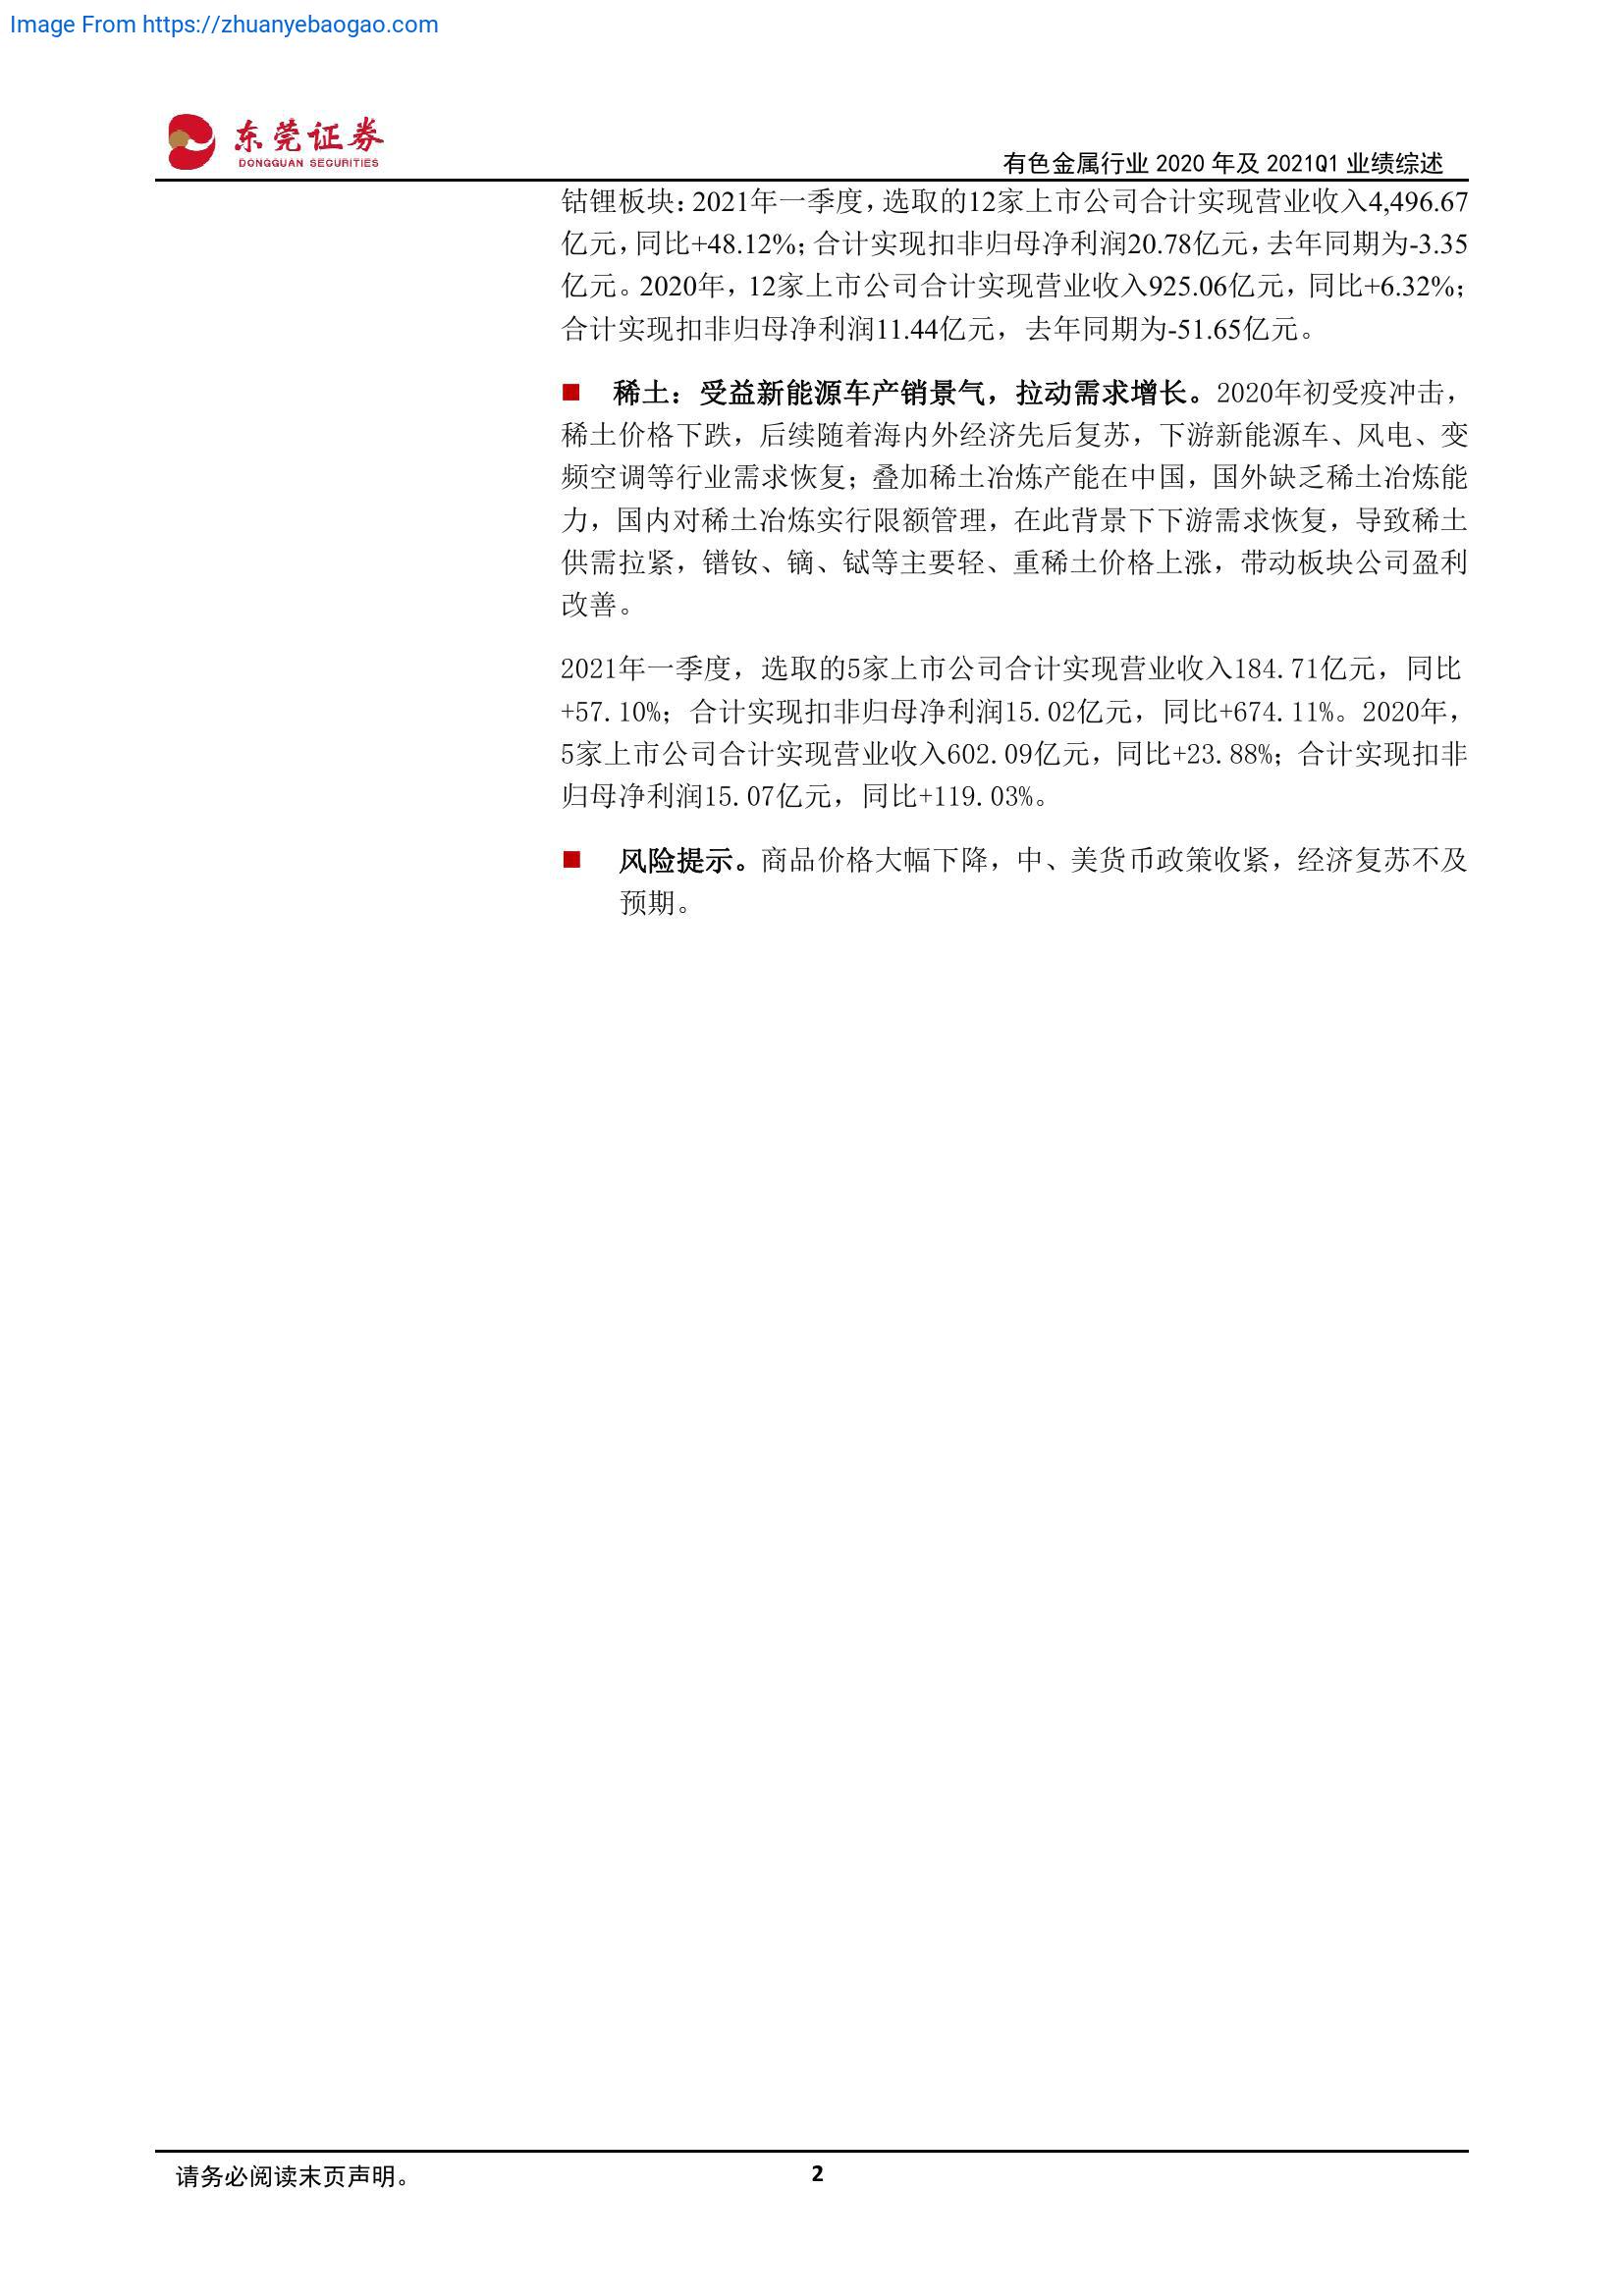 Image From https://zhuanyebaogao.com
东莞证券
DONGGUAN SECURITIES
有色金属行业 2020 年及 2021Q1 业绩综述
钴锂板块：2021年一季度，选取的12家上市公司合计实现营业收入4,496.67
亿元，同比+48.12%；合计实现扣非归母净利润20.78亿元，去年同期为-3.35
亿元。2020年，12家上市公司合计实现营业收入925.06亿元，同比+6.32%；
合计实现扣非归母净利润11.44亿元，去年同期为-51.65亿元。
■ 稀土：受益新能源车产销景气，拉动需求增长。2020年初受疫冲击，
稀土价格下跌，后续随着海内外经济先后复苏，下游新能源车、风电、变
频空调等行业需求恢复；叠加稀土冶炼产能在中国，国外缺乏稀土冶炼能
力，国内对稀土冶炼实行限额管理，在此背景下下游需求恢复，导致稀土
供需拉紧，镨钕、镝、铽等主要轻、重稀土价格上涨，带动板块公司盈利
改善。
2021年一季度，选取的5家上市公司合计实现营业收入184.71亿元，同比
+57.10%；合计实现扣非归母净利润15.02亿元，同比+674.11%。2020年，
5家上市公司合计实现营业收入602.09亿元，同比+23.88%；合计实现扣非
归母净利润15.07亿元，同比+119.03%。
■ 风险提示。商品价格大幅下降，中、美货币政策收紧，经济复苏不及
预期。
请务必阅读末页声明。
2